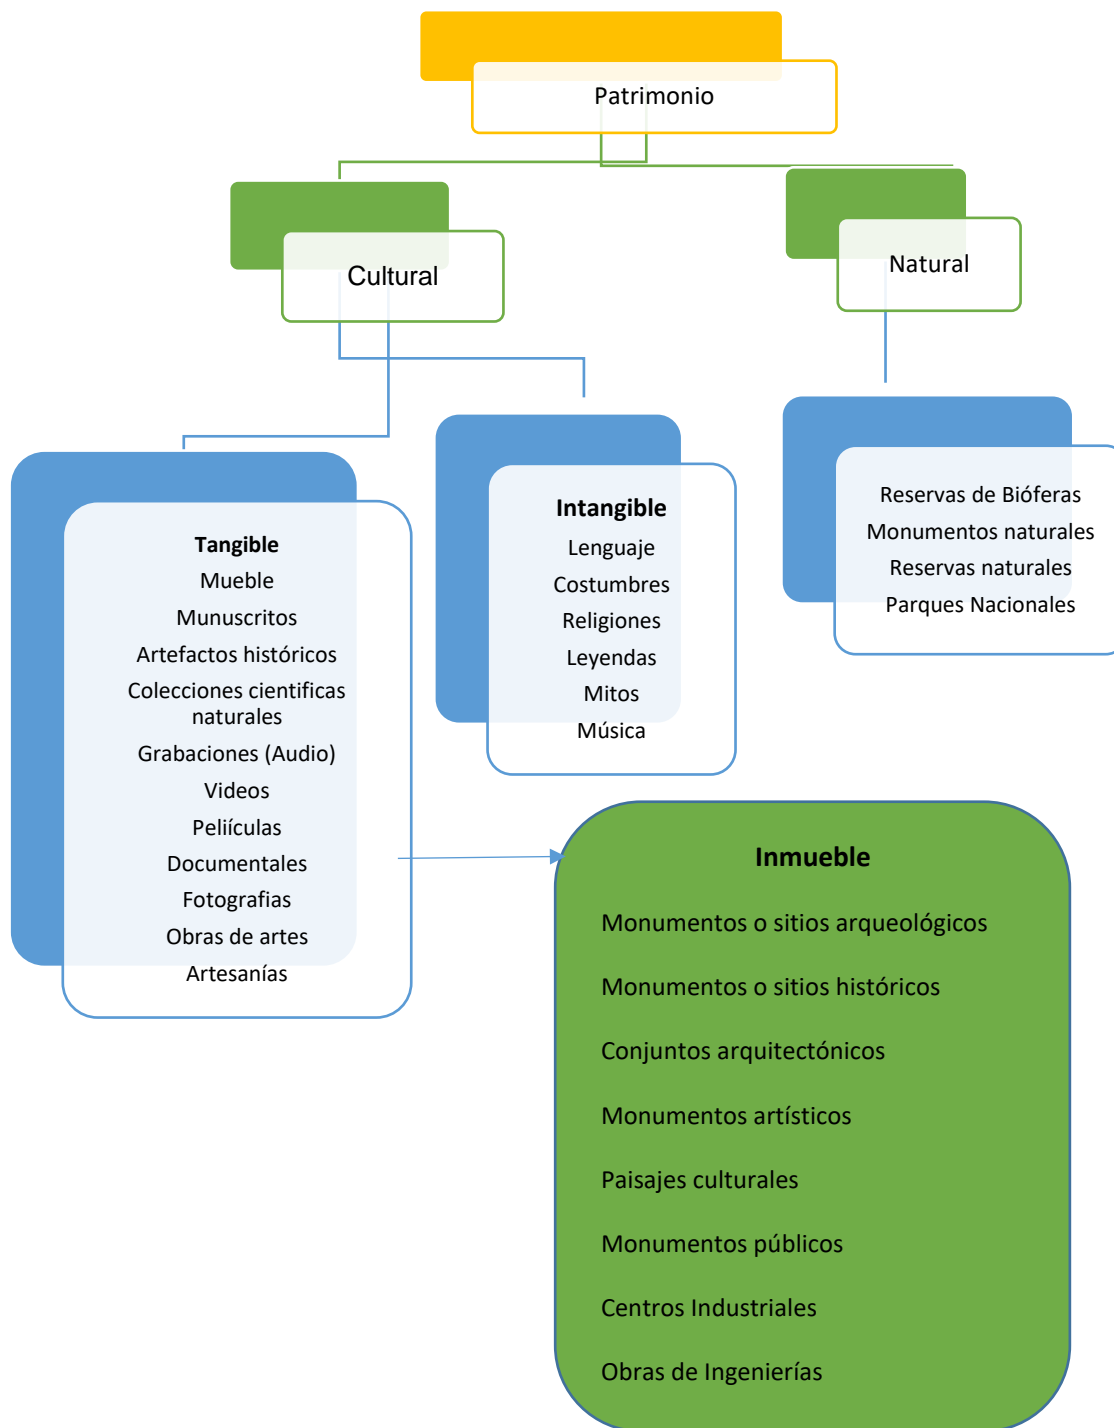 Patrimonio
Cultural
Natural
Tangible
Mueble
Munuscritos
Artefactos históricos
Colecciones cientificas
naturales
Grabaciones (Audio)
Videos
Peliículas
Documentales
Fotografias
Obras de artes
Artesanías
Intangible
Lenguaje
Costumbres
Religiones
Leyendas
Mitos
Música
Reservas de Bióferas
Monumentos naturales
Reservas naturales
Parques Nacionales
Inmueble
Monumentos o sitios arqueológicos
Monumentos o sitios históricos
Conjuntos arquitectónicos
Monumentos artísticos
Paisajes culturales
Monumentos públicos
Centros Industriales
Obras de Ingenierías